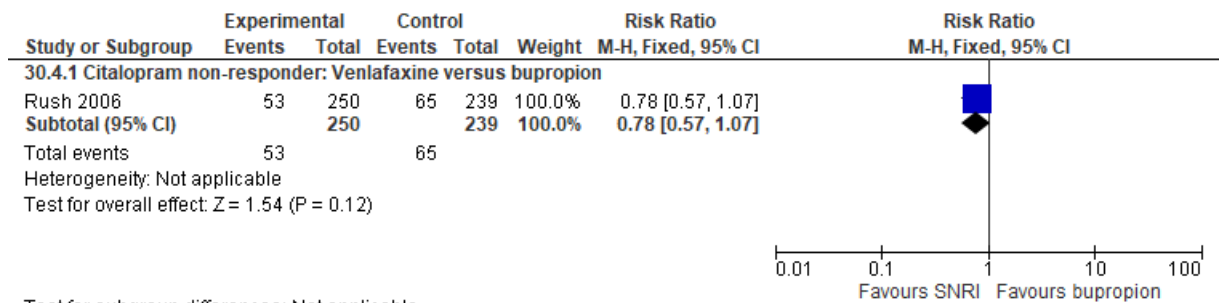 Experimental Control Risk Ratio Risk Ratio
Study or Subgroup Events Total Events Total Weight M-H, Fixed, 95% CI M-H, Fixed, 95% CI
30.4.1 Citalopram non-responder: Venlafaxine versus bupropion
Rush 2006 53 250 65 239 100.0% 0.78 [0.57, 1.07]
Subtotal (95% CI) 250 239 100.0% 0.78 [0.57, 1.07]
Total events 53 65
Heterogeneity: Not applicable
Test for overall effect: Z = 1.54 (P = 0.12)
0.01 0.1 1 10 100
Favours SNRI Favours bupropion